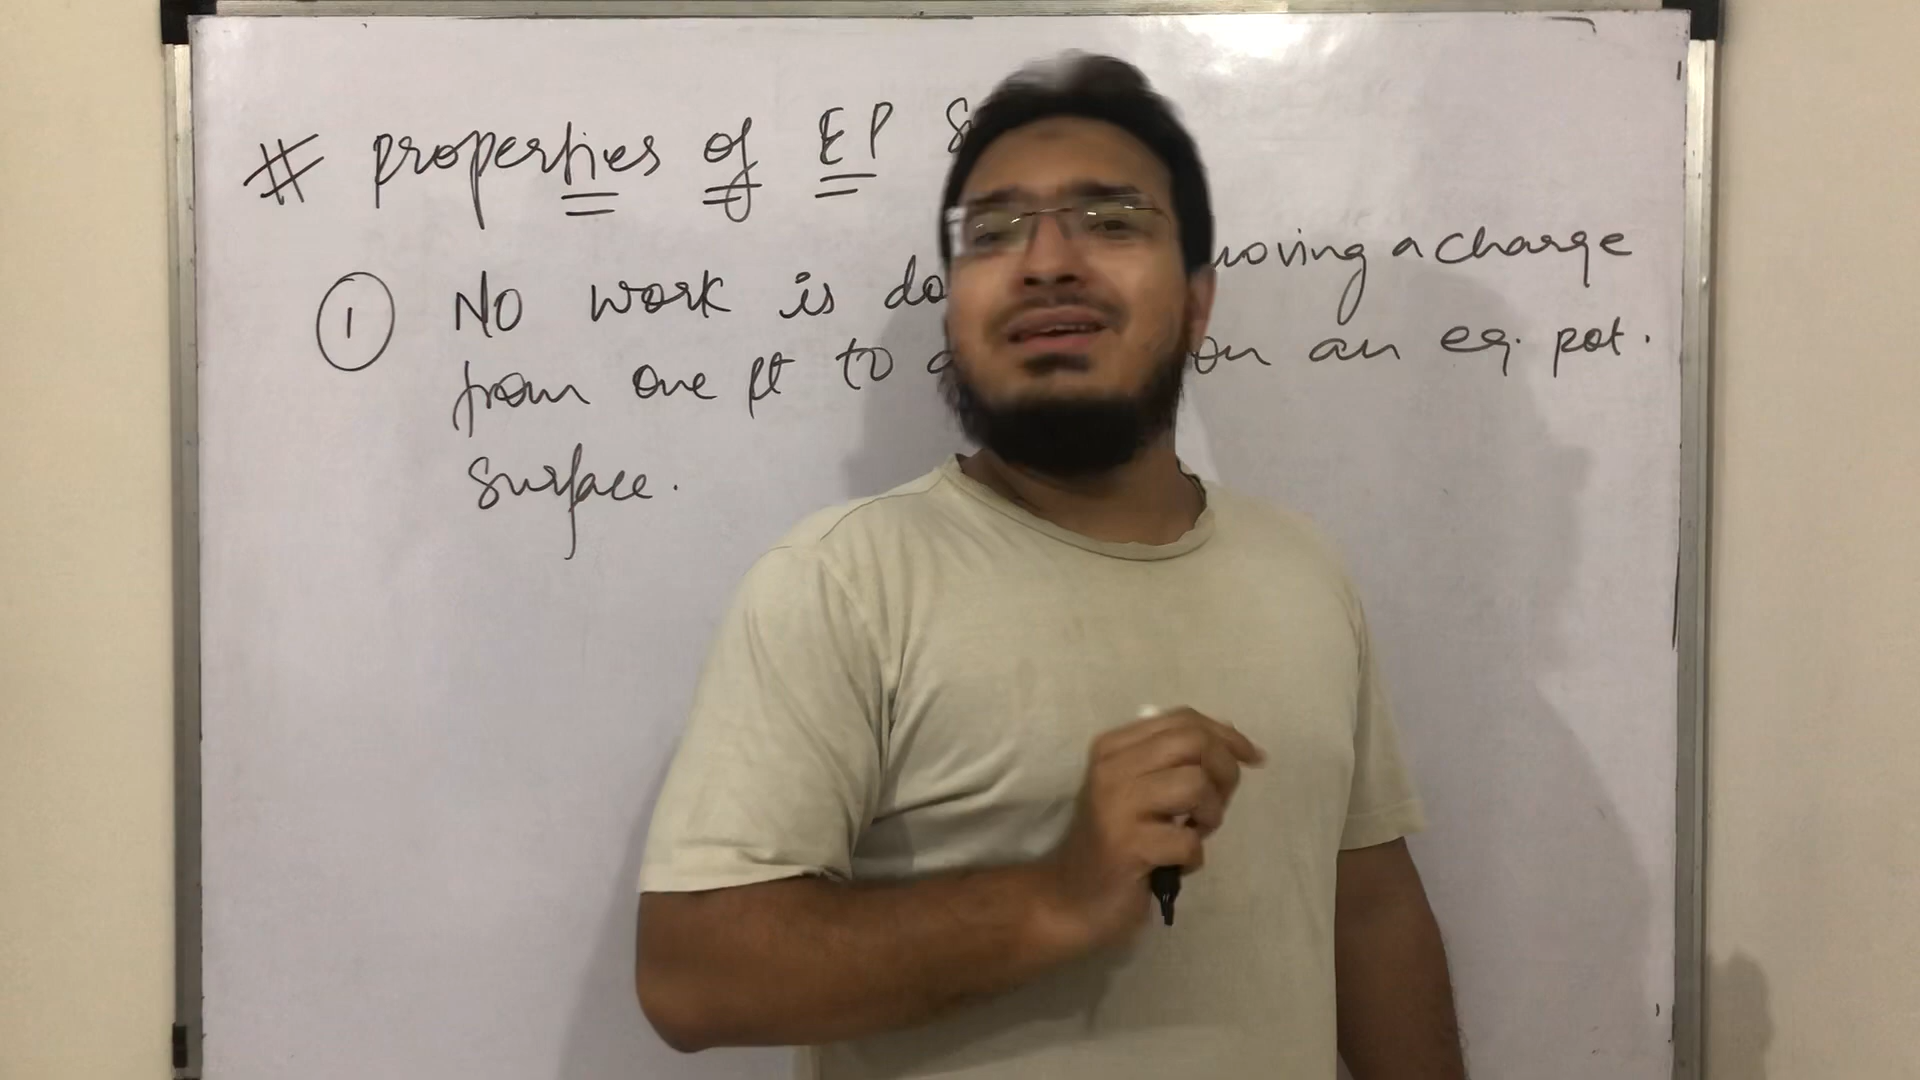 # properties of EP
① NO work is do moving a charge
from one pt to on an eq. pot.
surface.